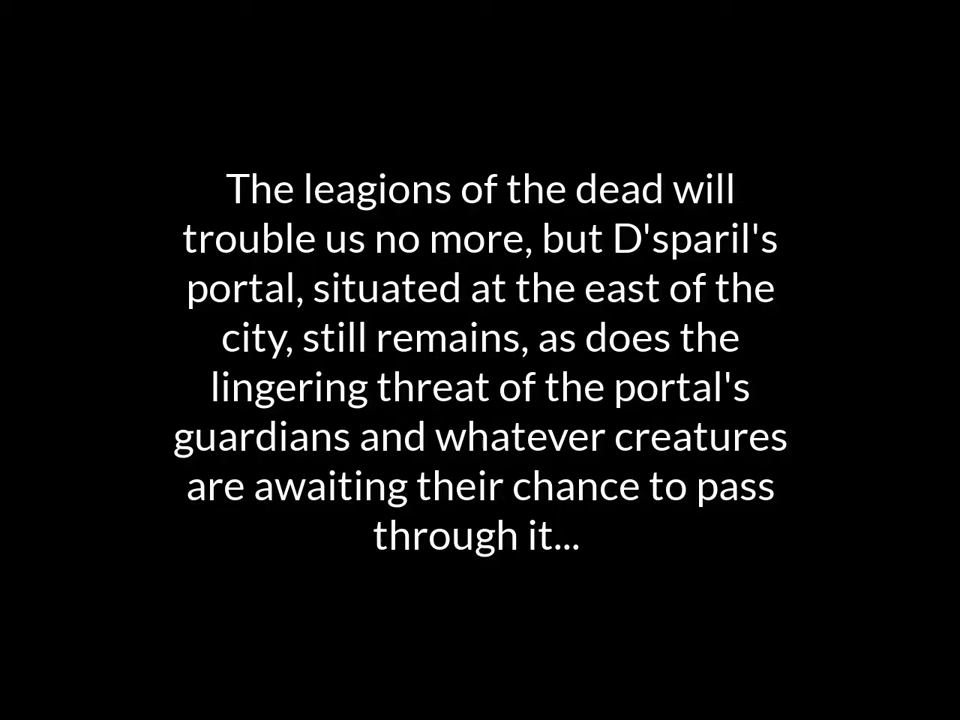 The leagions of the dead will
trouble us no more, but D'sparil's
portal, situated at the east of the
city, still remains, as does the
lingering threat of the portal's
guardians and whatever creatures
are awaiting their chance to pass
through it...